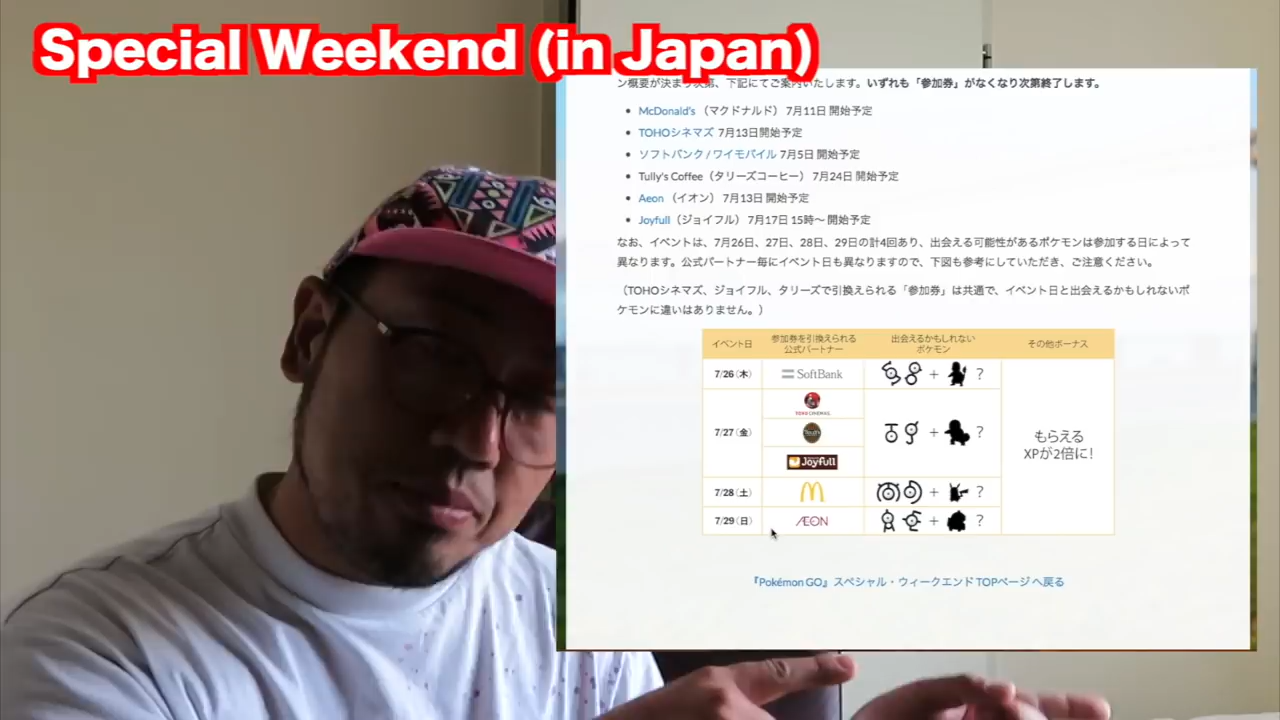 Special Weekend (in Japan)
ン概要が決まり次第、下記にてご案内いたします。いずれも「参加券」がなくなり次第終了します。
McDonald's （マクドナルド） 7月11日 開始予定
TOHOシネマズ 7月13日開始予定
ソフトバンク / ワイモバイル 7月5日 開始予定
Tully's Coffee（タリーズコーヒー） 7月24日 開始予定
Aeon （イオン） 7月13日 開始予定
Joyfull（ジョイフル） 7月17日 15時〜 開始予定
なお、イベントは、7月26日、27日、28日、29日の計4回あり、出会える可能性があるポケモンは参加する日によって
異なります。公式パートナー毎にイベント日も異なりますので、下図も参考にしていただき、ご注意ください。
（TOHOシネマズ、ジョイフル、タリーズで引換えられる「参加券」は共通で、イベント日と出会えるかもしれないポ
ケモンに違いはありません。）
イベント日 参加券を引換えられる 公式パートナー 出会えるかもしれない ポケモン その他ボーナス
7/26（木） SoftBank + ?
7/27（金） TOHO CINEMAS + ?
Joyfull
もらえる
XPが2倍に!
7/28（土） + ?
7/29（日） ÆON + ?
『Pokémon GO』スペシャル・ウィークエンド TOPページ へ戻る